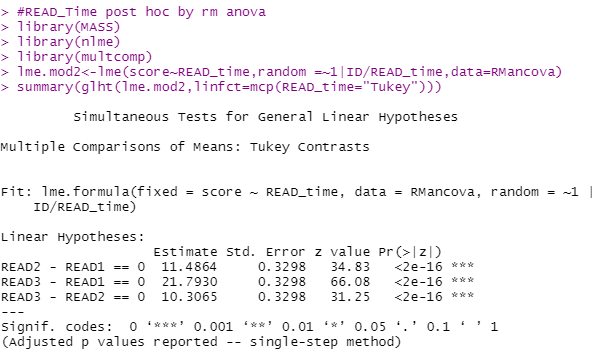 > #READ_Time post hoc by rm anova
> library(MASS)
> library(nlme)
> library(multcomp)
> lme.mod2<-lme(score~READ_time,random =~1|ID/READ_time,data=RMancova)
> summary(glht(lme.mod2,linfct=mcp(READ_time="Tukey")))
Simultaneous Tests for General Linear Hypotheses
Multiple Comparisons of Means: Tukey Contrasts
Fit: lme.formula(fixed = score ~ READ_time, data = RMancova, random = ~1 |
ID/READ_time)
Linear Hypotheses:
Estimate Std. Error z value Pr(>|z|)
READ2 - READ1 == 0 11.4864 0.3298 34.83 <2e-16 ***
READ3 - READ1 == 0 21.7930 0.3298 66.08 <2e-16 ***
READ3 - READ2 == 0 10.3065 0.3298 31.25 <2e-16 ***
---
Signif. codes: 0 ‘***’ 0.001 ‘**’ 0.01 ‘*’ 0.05 ‘.’ 0.1 ‘ ’ 1
(Adjusted p values reported -- single-step method)